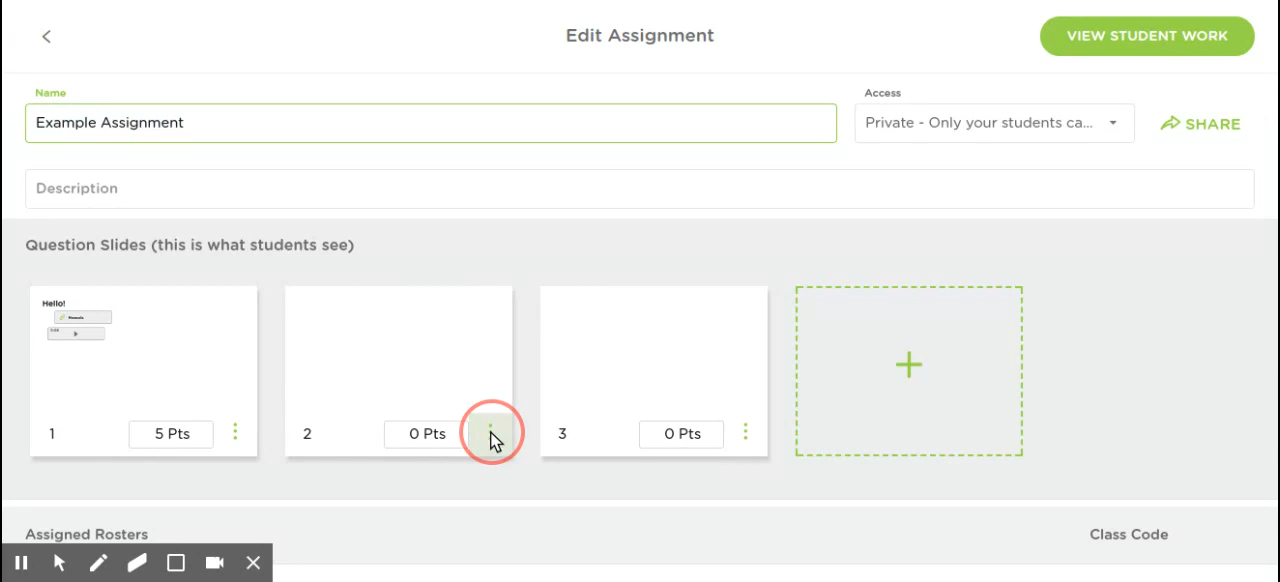 Edit Assignment
VIEW STUDENT WORK
Name
Access
Example Assignment
Private - Only your students ca...
SHARE
Description
Question Slides (this is what students see)
Hello!
1
5 Pts
2
0 Pts
3
0 Pts
Assigned Rosters
Class Code